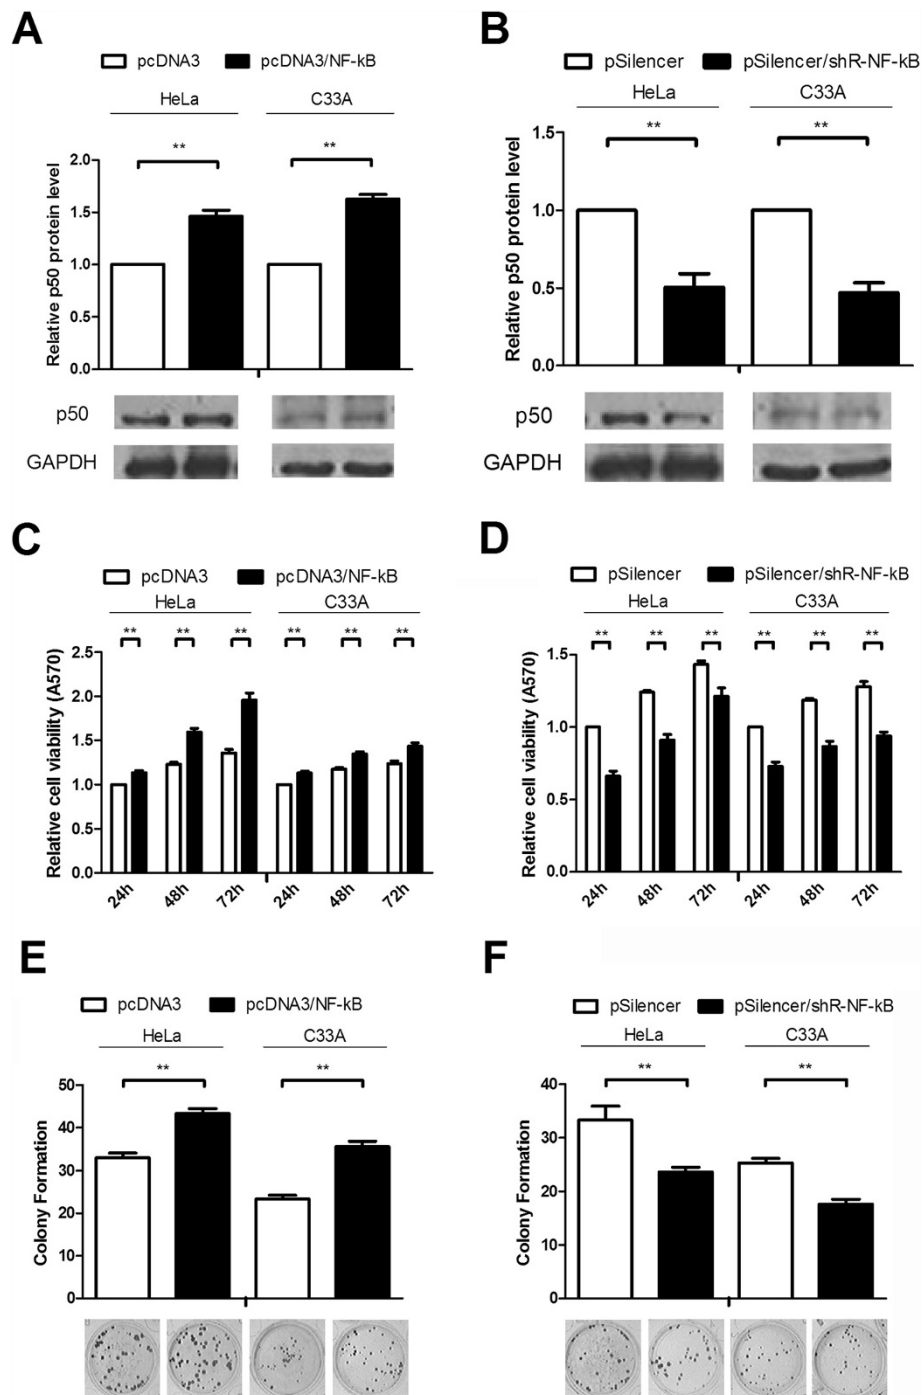 A
pcDNA3 pcDNA3/NF-kB
HeLa C33A
** **
Relative p50 protein level
2.0
1.5
1.0
0.5
0.0
p50
GAPDH
B
pSilencer pSilencer/shR-NF-kB
HeLa C33A
** **
Relative p50 protein level
1.5
1.0
0.5
0.0
p50
GAPDH
C
pcDNA3 pcDNA3/NF-kB
HeLa C33A
** ** ** ** ** **
Relative cell viability (A570)
2.5
2.0
1.5
1.0
0.5
0.0
24h 48h 72h 24h 48h 72h
D
pSilencer pSilencer/shR-NF-kB
HeLa C33A
** ** ** ** ** **
Relative cell viability (A570)
1.5
1.0
0.5
0.0
24h 48h 72h 24h 48h 72h
E
pcDNA3 pcDNA3/NF-kB
HeLa C33A
** **
Colony Formation
50
40
30
20
10
0
F
pSilencer pSilencer/shR-NF-kB
HeLa C33A
** **
Colony Formation
40
30
20
10
0